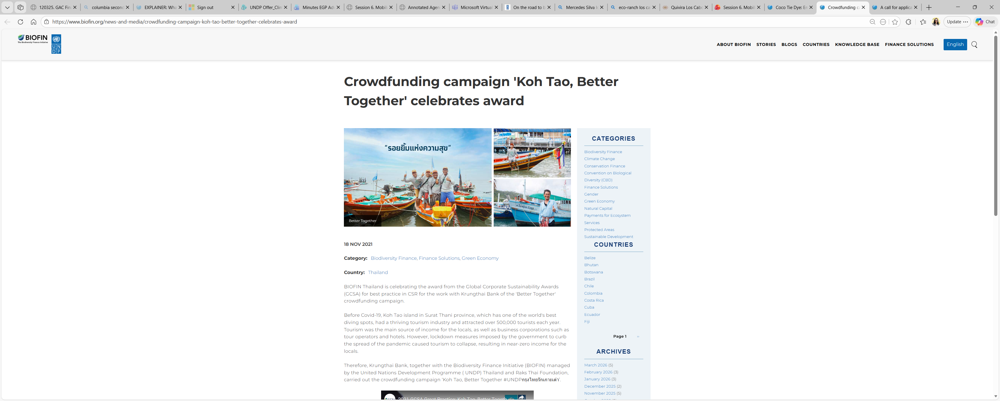 120325. GAC Fin
columbia second
EXPLAINER: Wha
Sign out
UNDP Offer_Clim
Minutes EGP Adv
Session 6. Mobili
Annotated Agen
Microsoft Virtual
On the road to b
Mercedes Silva l
eco-ranch los ca
Quivira Los Cabo
Session 6. Mobil
Coco Tie Dye: En
Crowdfunding ca
A call for applica
https://www.biofin.org/news-and-media/crowdfunding-campaign-koh-tao-better-together-celebrates-award
Update
Chat
BIOFIN
The Biodiversity Finance Initiative
U N
D P
ABOUT BIOFIN STORIES BLOGS COUNTRIES KNOWLEDGE BASE FINANCE SOLUTIONS English
Crowdfunding campaign 'Koh Tao, Better
Together' celebrates award
“รอยยิ้มแห่งความสุข”
Better Together
18 NOV 2021
Category: Biodiversity Finance, Finance Solutions, Green Economy
Country: Thailand
BIOFIN Thailand is celebrating the award from the Global Corporate Sustainability Awards
(GCSA) for best practice in CSR for the work with Krungthai Bank of the 'Better Together'
crowdfunding campaign.
Before Covid-19, Koh Tao island in Surat Thani province, which has one of the world's best
diving spots, had a thriving tourism industry and attracted over 500,000 tourists each year.
Tourism was the main source of income for the locals, as well as business corporations such as
tour operators and hotels. However, lockdown measures imposed by the government to curb
the spread of the pandemic caused tourism to collapse, resulting in near-zero income for the
locals.
Therefore, Krungthai Bank, together with the Biodiversity Finance Initiative (BIOFIN) managed
by the United Nations Development Programme ( UNDP) Thailand and Raks Thai Foundation,
carried out the crowdfunding campaign ‘Koh Tao, Better Together #UNDPกรุงไทยรักเกาะเต่า’.
2021 GCSA Great Practice: Koh Tao, Better Togeth
CATEGORIES
Biodiversity Finance
Climate Change
Conservation Finance
Convention on Biological
Diversity (CBD)
Finance Solutions
Gender
Green Economy
Natural Capital
Payments for Ecosystem
Services
Protected Areas
Sustainable Development
COUNTRIES
Belize
Bhutan
Botswana
Brazil
Chile
Colombia
Costa Rica
Cuba
Ecuador
Fiji
Page 1 ››
ARCHIVES
March 2026 (5)
February 2026 (3)
January 2026 (3)
December 2025 (2)
November 2025 (5)